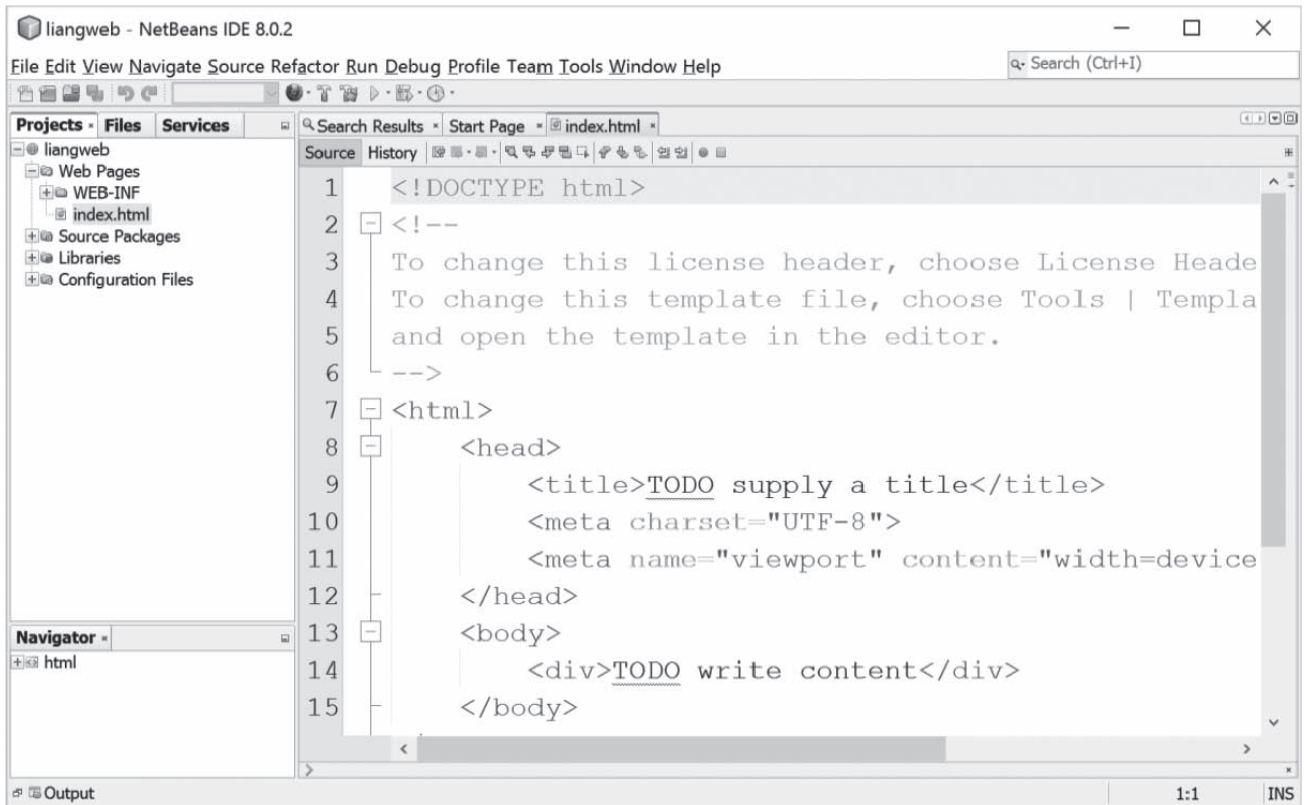 liangweb - NetBeans IDE 8.0.2
File Edit View Navigate Source Refactor Run Debug Profile Team Tools Window Help
Search (Ctrl+I)
Projects Files Services
liangweb
Web Pages
WEB-INF
index.html
Source Packages
Libraries
Configuration Files
Navigator
html
Search Results Start Page index.html
Source History
1 <!DOCTYPE html>
2 <!--
3 To change this license header, choose License Heade
4 To change this template file, choose Tools | Templa
5 and open the template in the editor.
6 -->
7 <html>
8 <head>
9 <title>TODO supply a title</title>
10 <meta charset="UTF-8">
11 <meta name="viewport" content="width=device
12 </head>
13 <body>
14 <div>TODO write content</div>
15 </body>
Output
1:1 INS